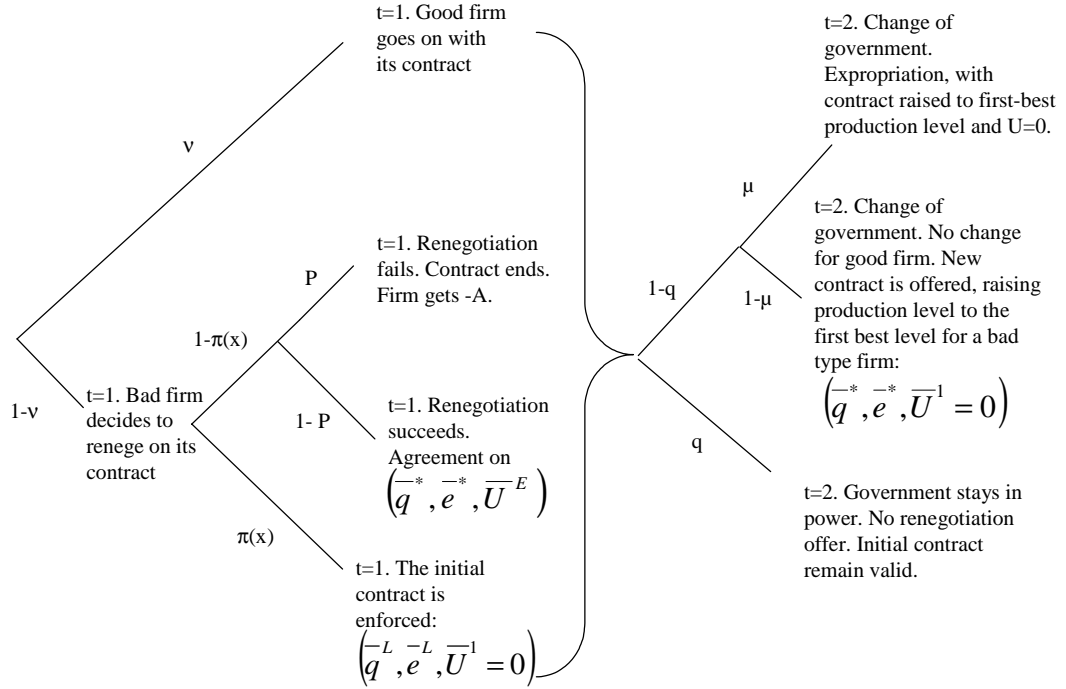 t=1. Good firm
goes on with
its contract
t=2. Change of
government.
Expropriation, with
contract raised to first-best
production level and U=0.
ν
μ
t=2. Change of
government. No change
for good firm. New
contract is offered, raising
production level to the
first best level for a bad
type firm:
(q̅*, e̅*, U̅¹ = 0)
t=1. Renegotiation
fails. Contract ends.
Firm gets -A.
P
1-q
1-μ
1-π(x)
1-ν
t=1. Bad firm
decides to
renege on its
contract
1- P
t=1. Renegotiation
succeeds.
Agreement on
(q̅*, e̅*, U̅ᴱ)
q
t=2. Government stays in
power. No renegotiation
offer. Initial contract
remain valid.
π(x)
t=1. The initial
contract is
enforced:
(q̅ᴸ, e̅ᴸ, U̅¹ = 0)